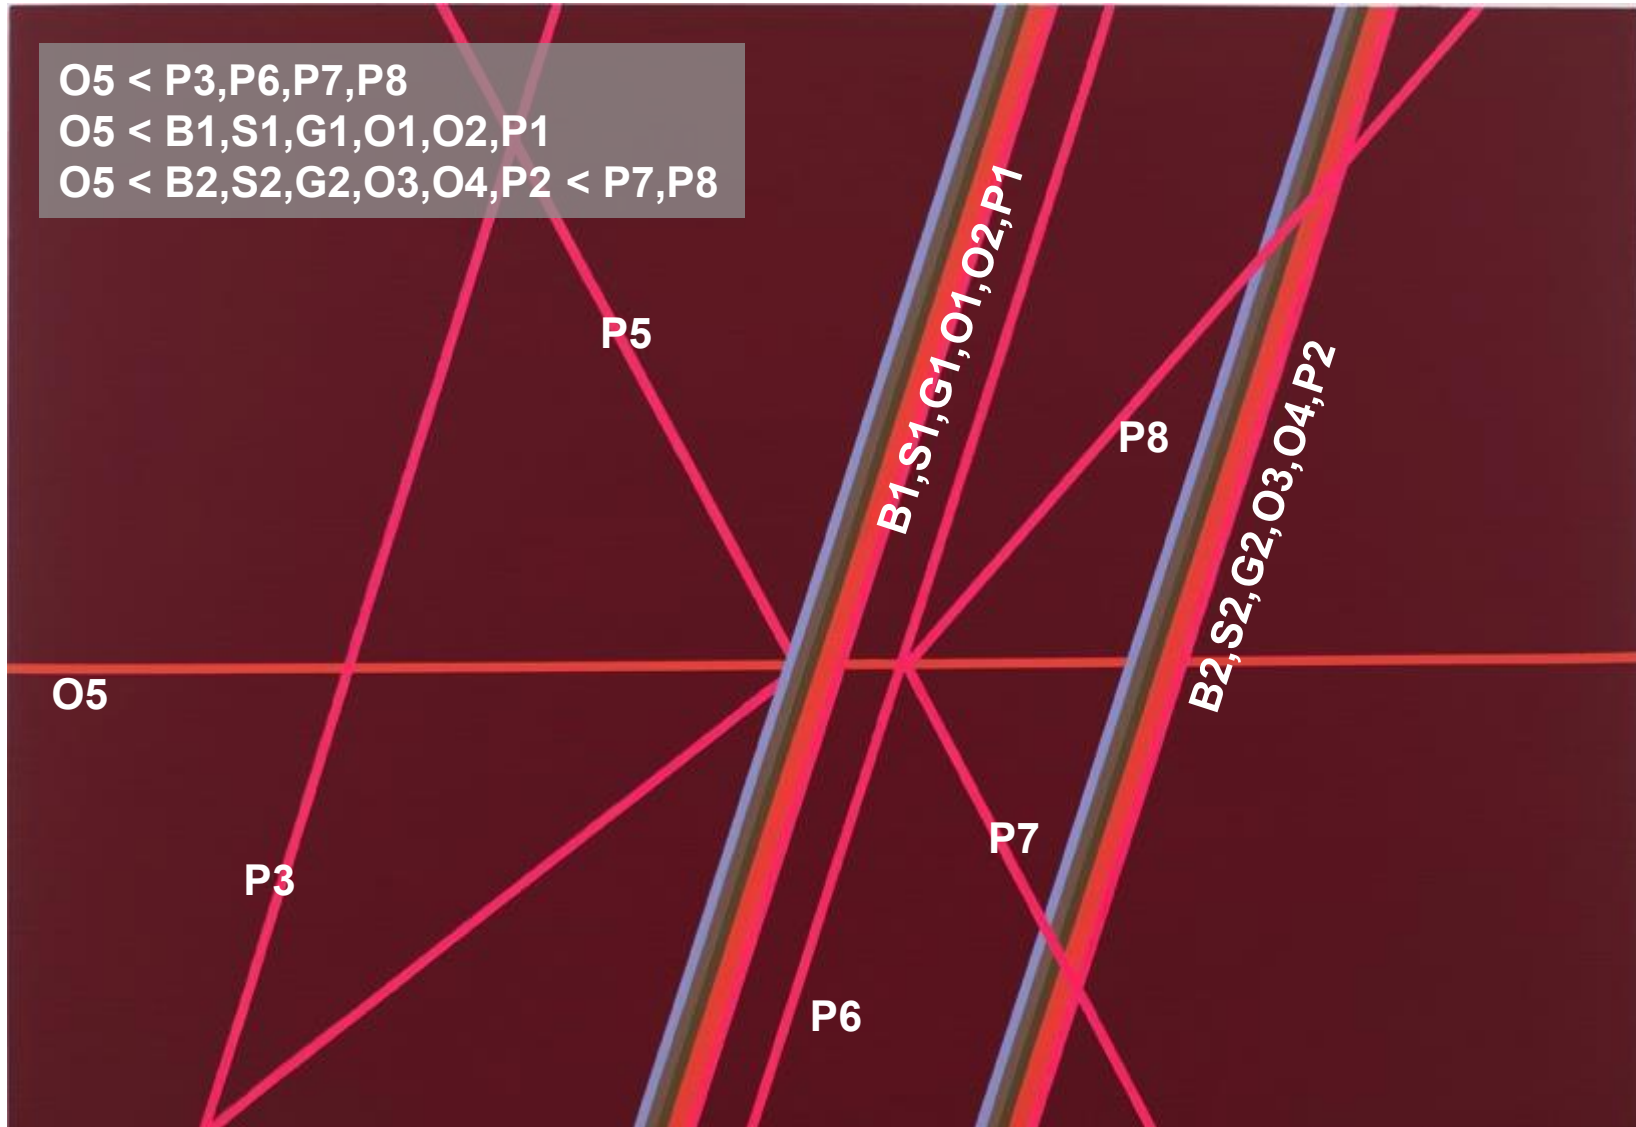 O5 < P3,P6,P7,P8
O5 < B1,S1,G1,O1,O2,P1
O5 < B2,S2,G2,O3,O4,P2 < P7,P8
P5
B1,S1,G1,O1,O2,P1
P8
B2,S2,G2,O3,O4,P2
O5
P7
P3
P6